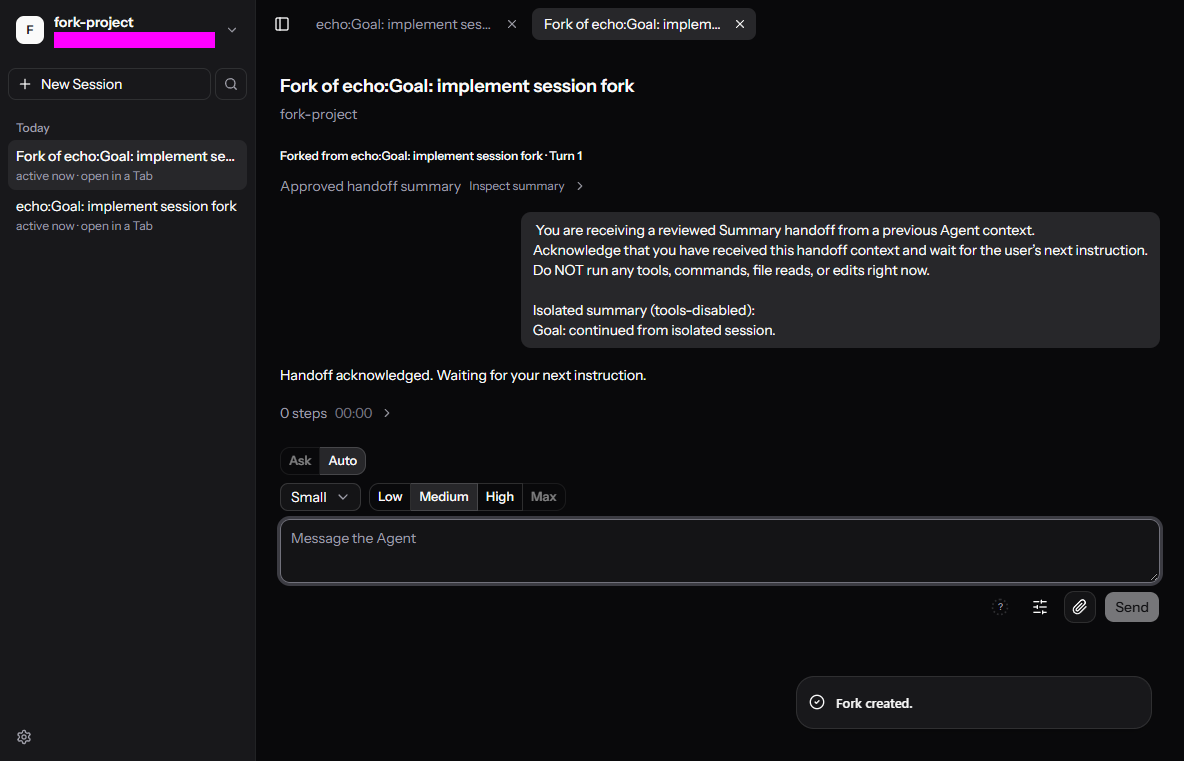 F
fork-project
New Session
Today
Fork of echo:Goal: implement se...
active now · open in a Tab
echo:Goal: implement session fork
active now · open in a Tab
echo:Goal: implement ses...
Fork of echo:Goal: implem...
Fork of echo:Goal: implement session fork
fork-project
Forked from echo:Goal: implement session fork · Turn 1
Approved handoff summary Inspect summary
You are receiving a reviewed Summary handoff from a previous Agent context.
Acknowledge that you have received this handoff context and wait for the user's next instruction.
Do NOT run any tools, commands, file reads, or edits right now.
Isolated summary (tools-disabled):
Goal: continued from isolated session.
Handoff acknowledged. Waiting for your next instruction.
0 steps 00:00
Ask Auto
Small Low Medium High Max
Message the Agent
? Send
Fork created.